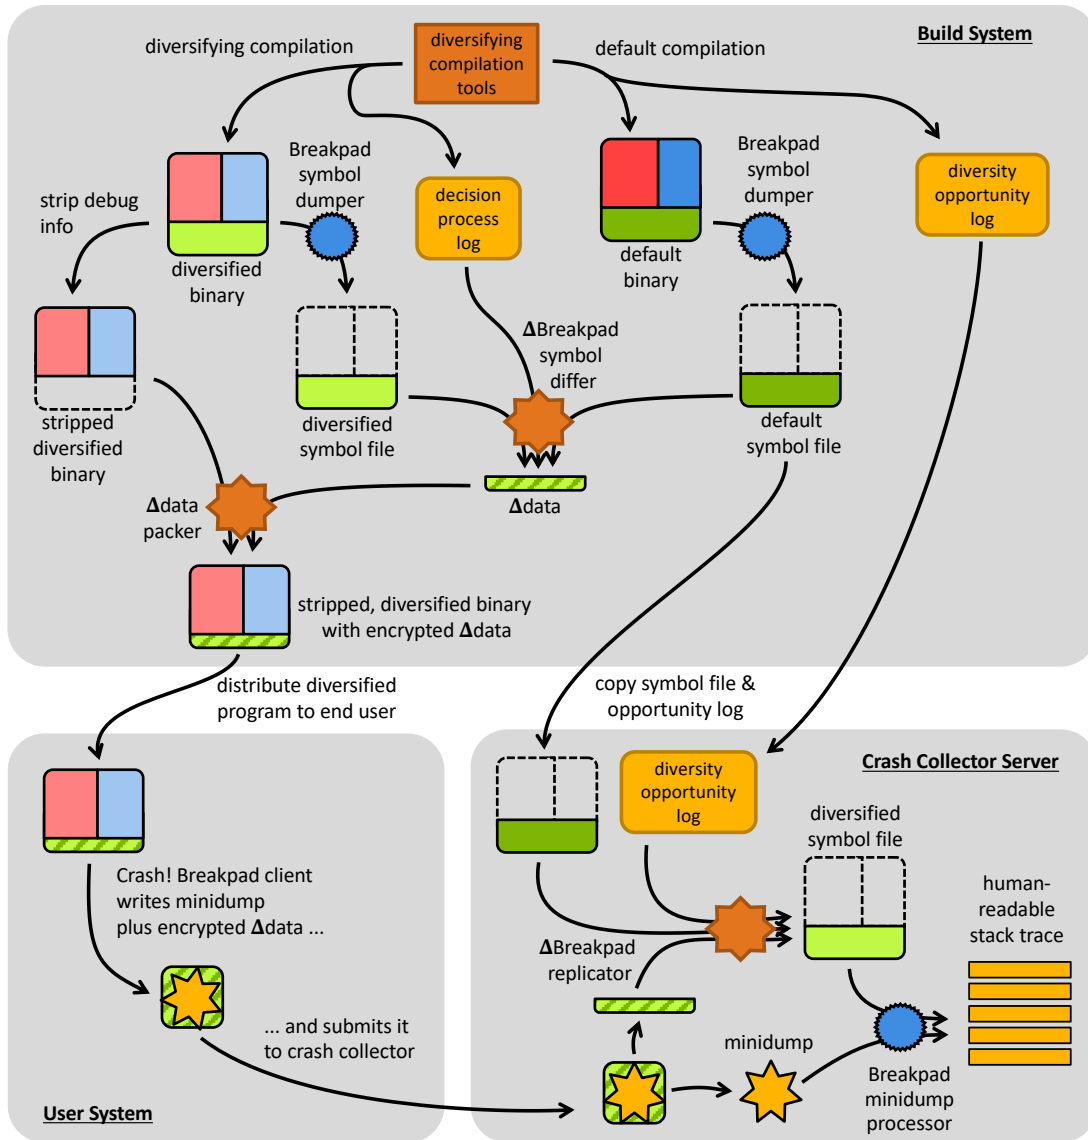 diversifying compilation
diversifying
compilation
tools
default compilation
Build System
strip debug
info
Breakpad
symbol
dumper
decision
process
log
Breakpad
symbol
dumper
diversity
opportunity
log
diversified
binary
default
binary
ΔBreakpad
symbol
differ
stripped
diversified
binary
diversified
symbol file
default
symbol file
Δdata
packer
Δdata
stripped, diversified binary
with encrypted Δdata
distribute diversified
program to end user
copy symbol file &
opportunity log
Crash Collector Server
diversity
opportunity
log
diversified
symbol file
Crash! Breakpad client
writes minidump
plus encrypted Δdata ...
human-
readable
stack trace
ΔBreakpad
replicator
... and submits it
to crash collector
minidump
Breakpad
minidump
processor
User System